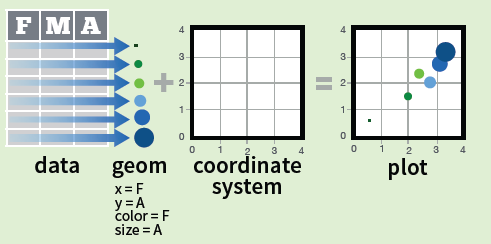 F M A
4
3
2
1
0
0 1 2 3 4
4
3
2
1
0
0 1 2 3 4
data
geom
coordinate
system
plot
x = F
y = A
color = F
size = A